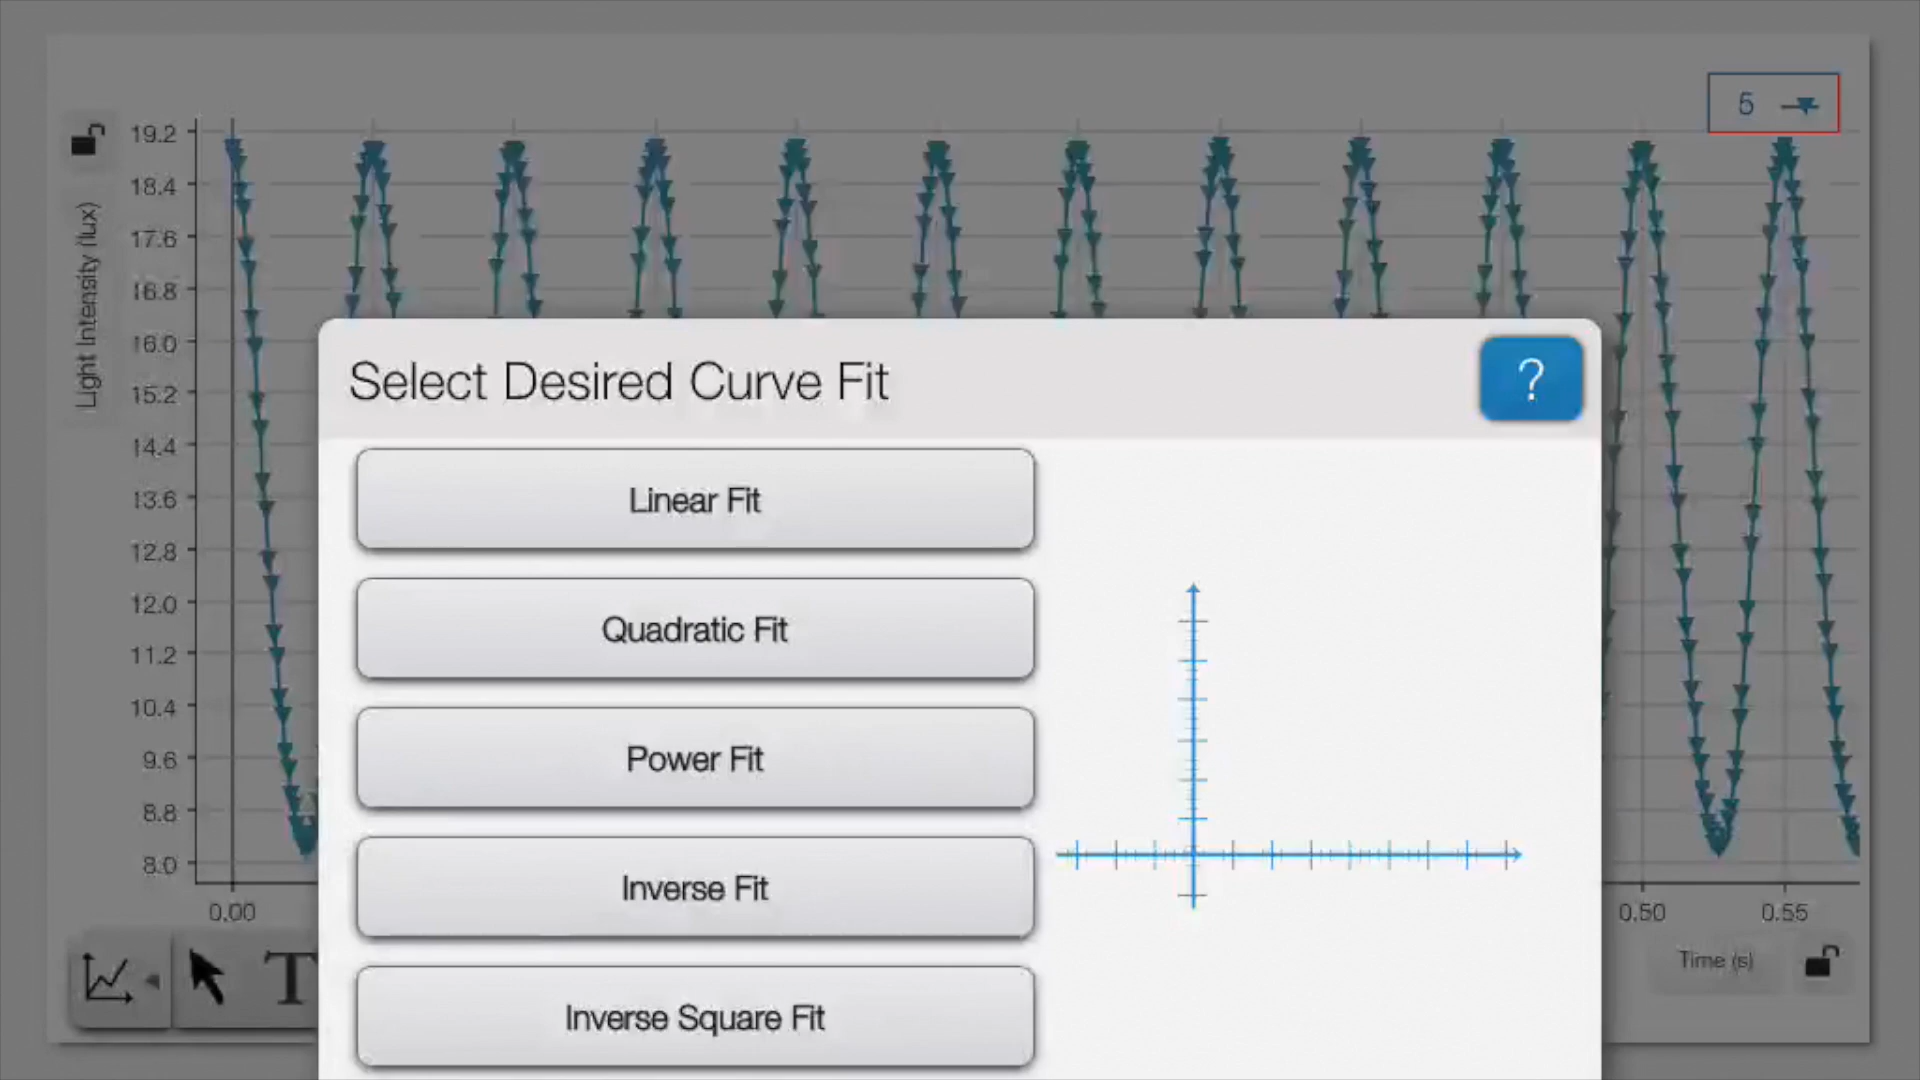 5
19.2
18.4
17.6
16.8
16.0
15.2
14.4
13.6
12.8
12.0
11.2
10.4
9.6
8.8
8.0
Light Intensity (lux)
Select Desired Curve Fit
?
Linear Fit
Quadratic Fit
Power Fit
Inverse Fit
Inverse Square Fit
0.00
0.50
0.55
Time (s)
T